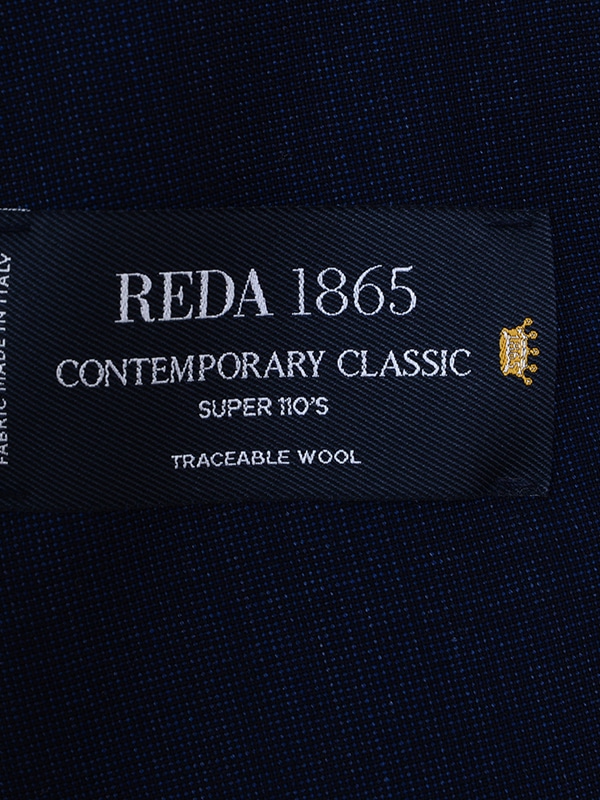 REDA 1865
CONTEMPORARY CLASSIC
SUPER 110'S
TRACEABLE WOOL
FABRIC MADE IN ITALY